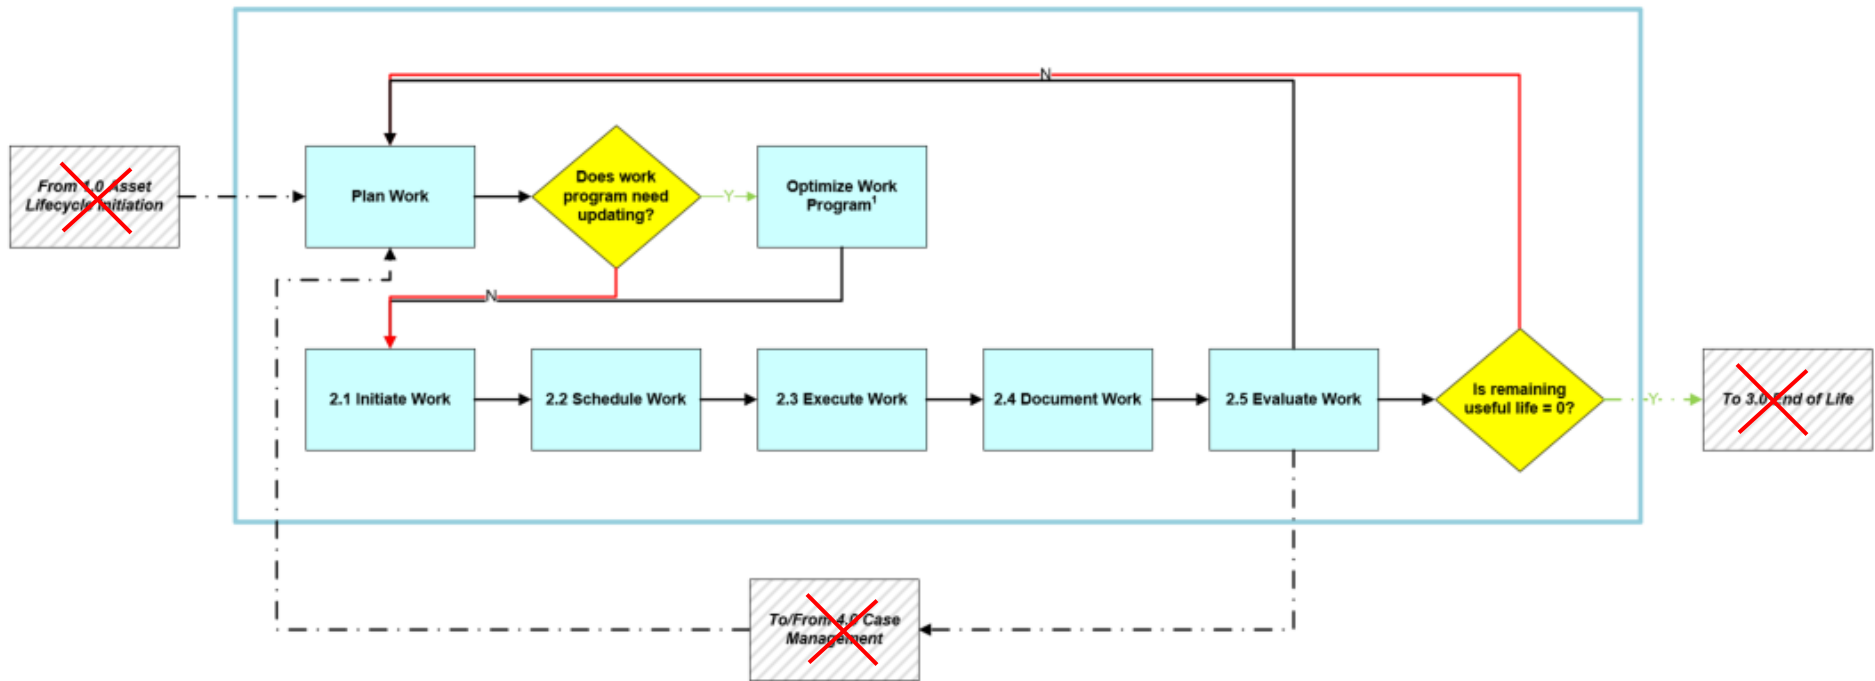 N
From 1.0 Asset
Lifecycle Initiation
Plan Work
Does work
program need
updating?
Y
Optimize Work
Program¹
N
2.1 Initiate Work
2.2 Schedule Work
2.3 Execute Work
2.4 Document Work
2.5 Evaluate Work
Is remaining
useful life = 0?
Y
To 3.0 End of Life
To/From 4.0 Case
Management